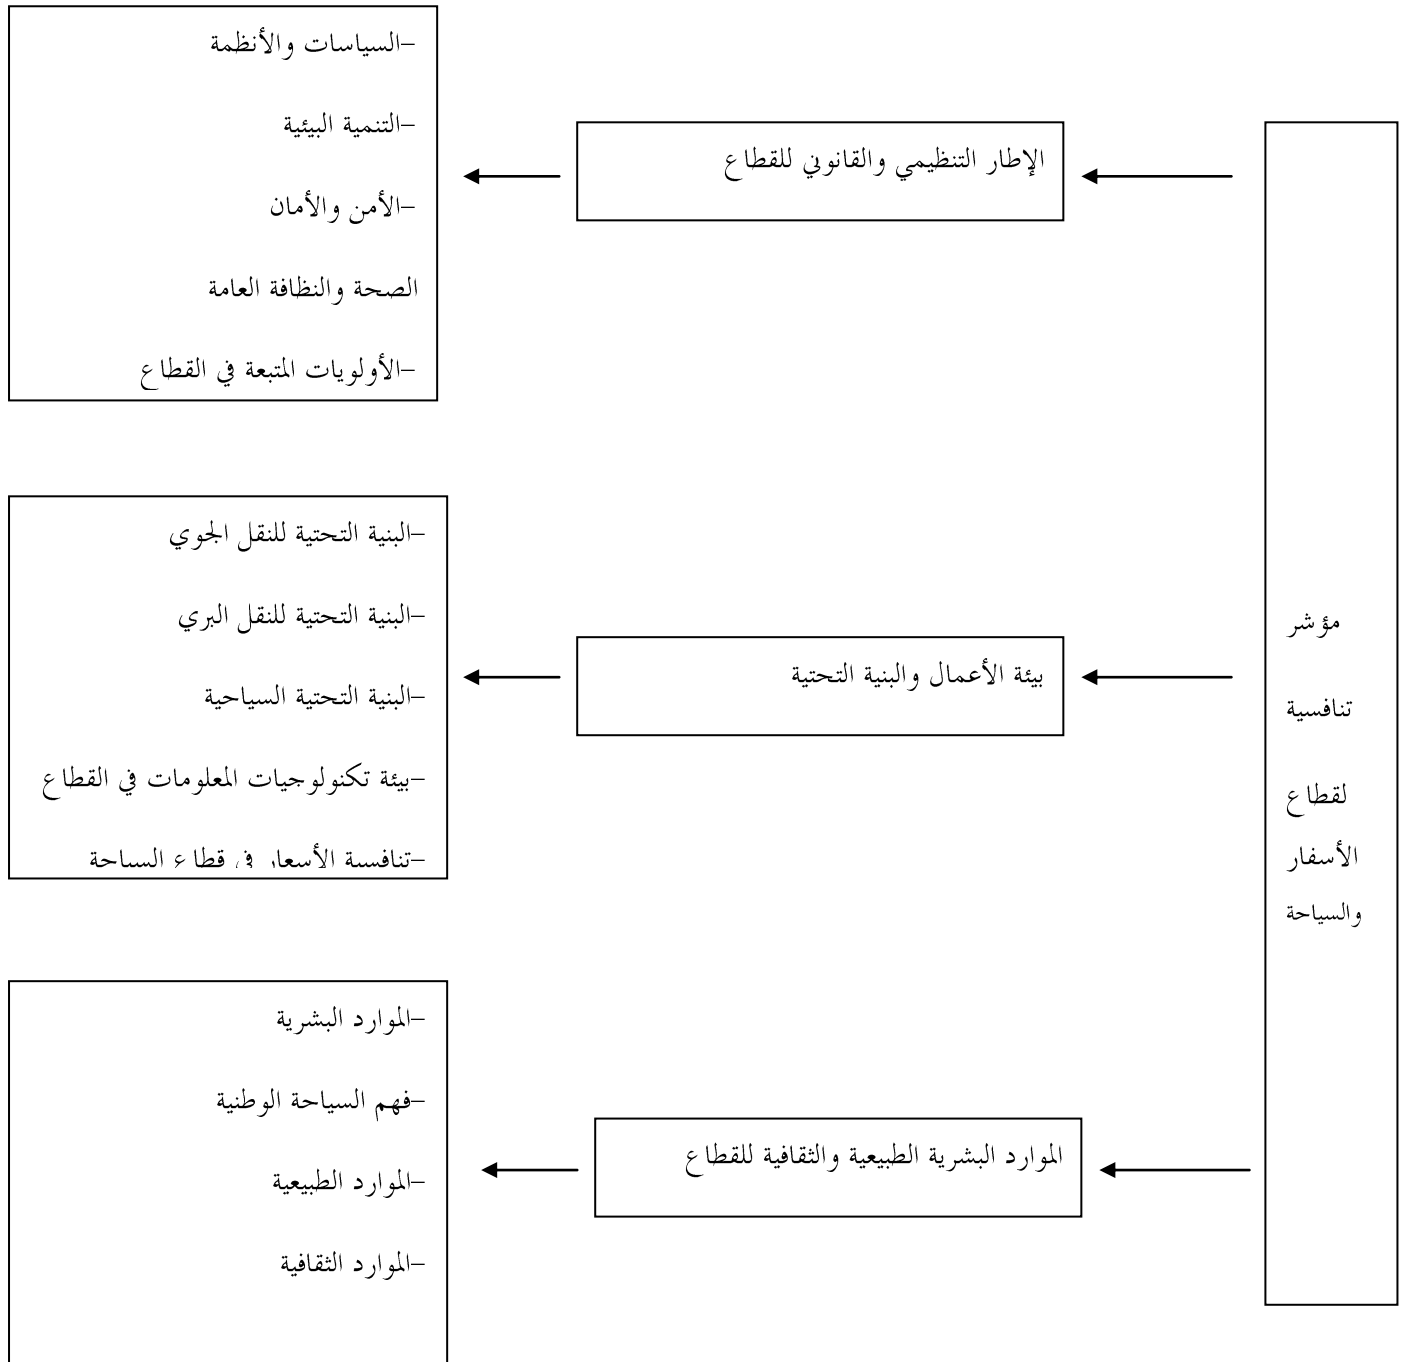 مؤشر
تنافسية
لقطاع
الأسفار
والسياحة
الإطار التنظيمي والقانوني للقطاع
-السياسات والأنظمة
-التنمية البيئية
-الأمن والأمان
الصحة والنظافة العامة
-الأولويات المتبعة في القطاع
بيئة الأعمال والبنية التحتية
-البنية التحتية للنقل الجوي
-البنية التحتية للنقل البري
-البنية التحتية السياحية
-بيئة تكنولوجيات المعلومات في القطاع
-تنافسية الأسعار في قطاع السياحة
الموارد البشرية الطبيعية والثقافية للقطاع
-الموارد البشرية
-فهم السياحة الوطنية
-الموارد الطبيعية
-الموارد الثقافية